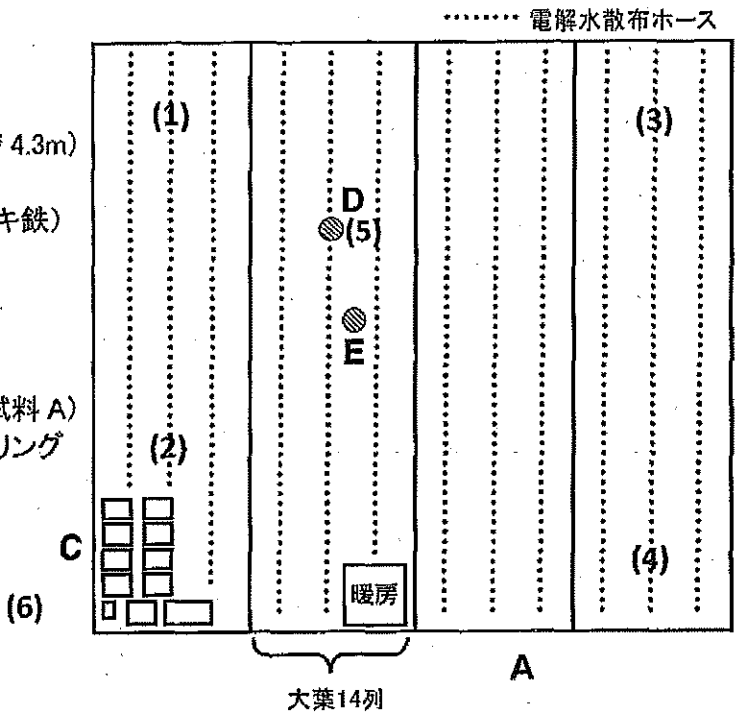 電解水散布ホース
(1)
(3)
4.3m)
D
キ鉄)
(5)
E
試料 A)
リング
(2)
C
(4)
暖房
(6)
A
大葉14列